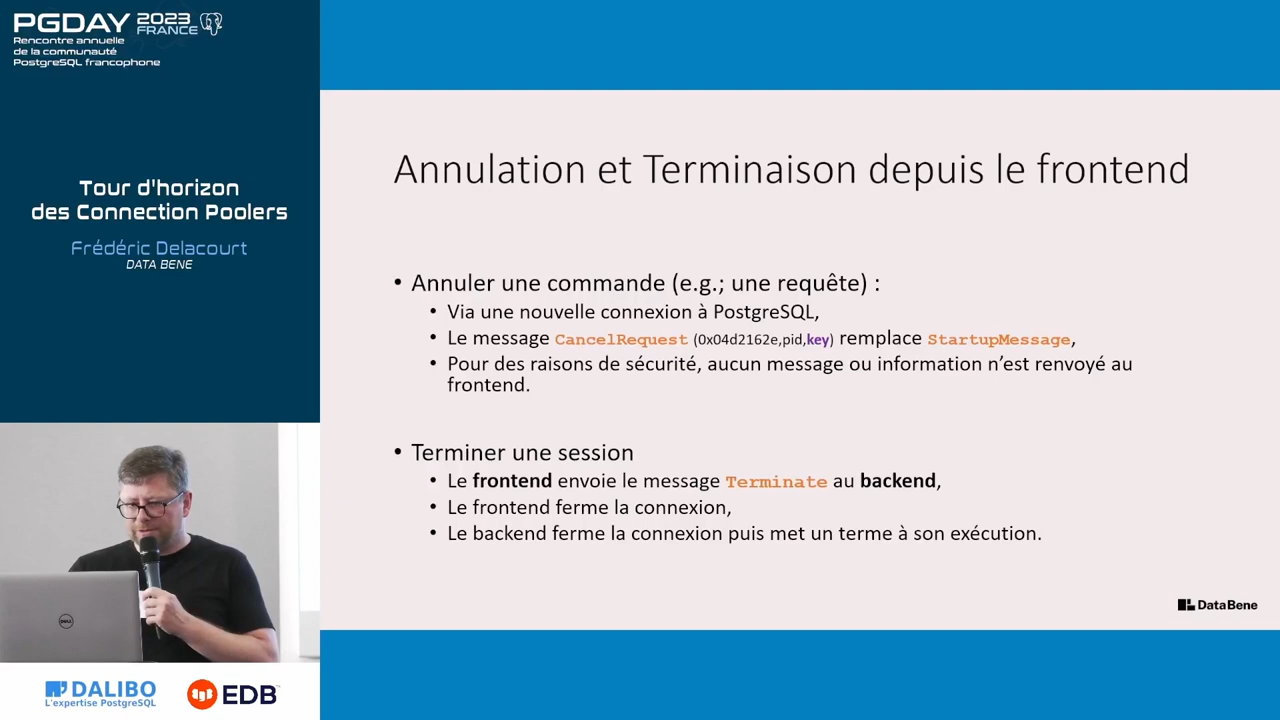 PGDAY 2023 FRANCE
Rencontre annuelle
de la communauté
PostgreSQL francophone
Tour d'horizon
des Connection Poolers
Frédéric Delacourt
DATA BENE
Annulation et Terminaison depuis le frontend
• Annuler une commande (e.g.; une requête) :
• Via une nouvelle connexion à PostgreSQL,
• Le message CancelRequest (0x04d2162e,pid,key) remplace StartupMessage,
• Pour des raisons de sécurité, aucun message ou information n’est renvoyé au
frontend.
• Terminer une session
• Le frontend envoie le message Terminate au backend,
• Le frontend ferme la connexion,
• Le backend ferme la connexion puis met un terme à son exécution.
Data Bene
DELL
DALIBO
L'expertise PostgreSQL
EDB